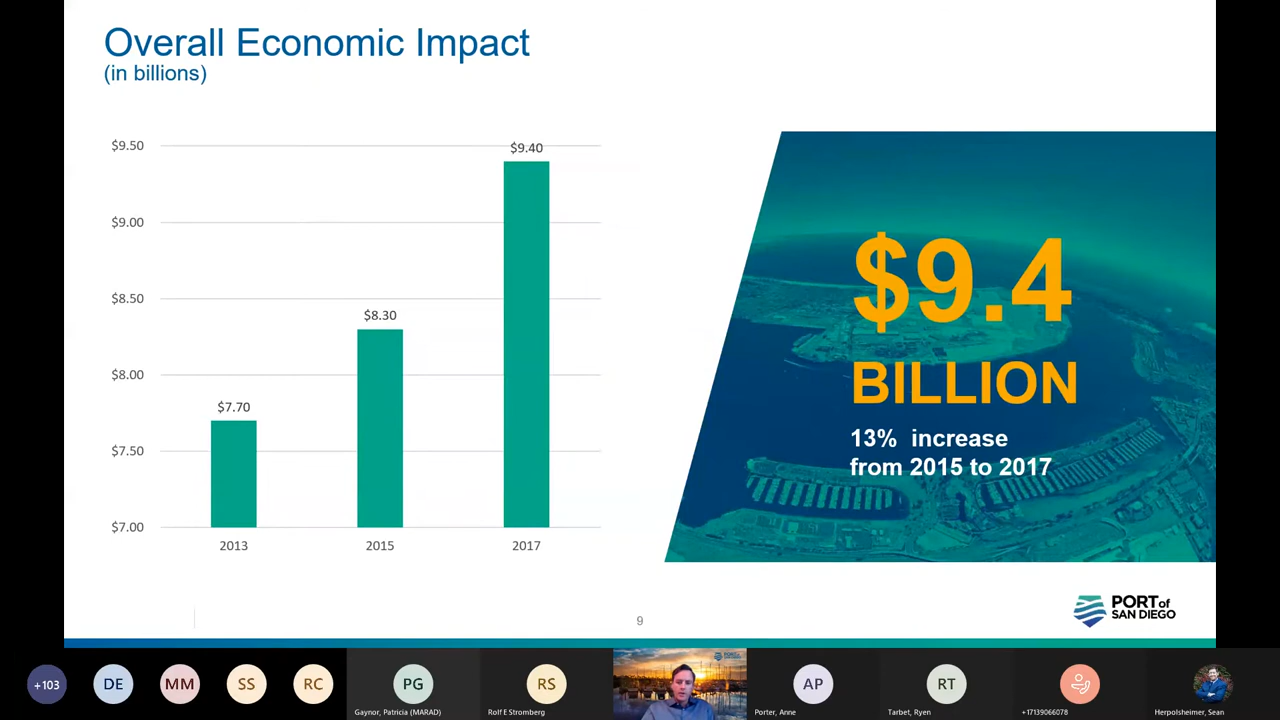 Overall Economic Impact
(in billions)
$9.50
$9.00
$8.50
$8.00
$7.50
$7.00
$7.70
$8.30
$9.40
2013
2015
2017
$9.4
BILLION
13% increase
from 2015 to 2017
PORT of
SAN DIEGO
9
+103
DE
MM
SS
RC
PG
Gaynor, Patricia (MARAD)
RS
Rolf E Stromberg
AP
Porter, Anne
RT
Tarbet, Ryen
+17139066078
Herpolsheimer, Sean